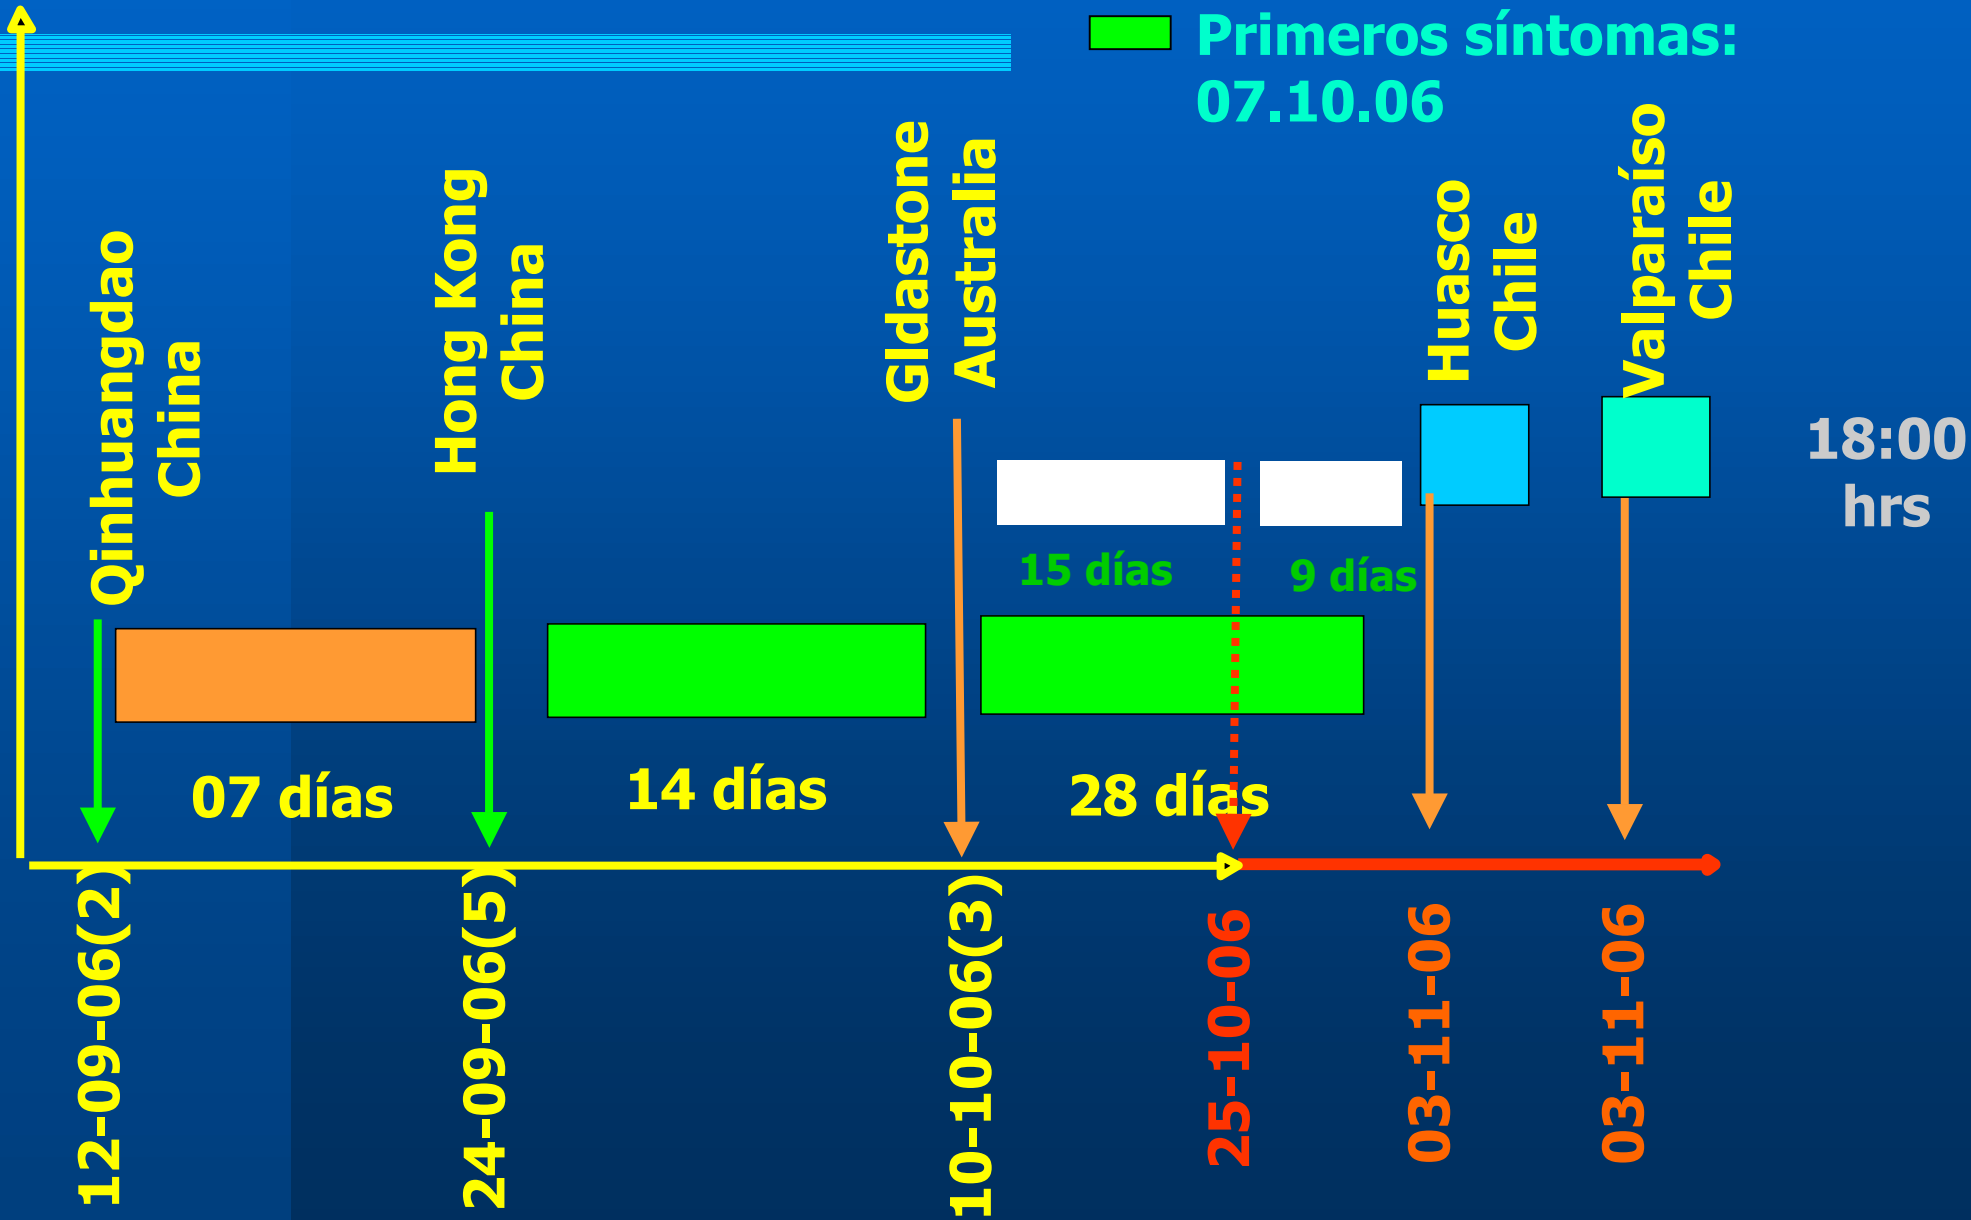 Primeros síntomas:
07.10.06
Qinhuangdao
China
Hong Kong
China
Gldastone
Australia
Huasco
Chile
Valparaíso
Chile
18:00
hrs
15 días
9 días
07 días
14 días
28 días
12-09-06(2)
24-09-06(5)
10-10-06(3)
25-10-06
03-11-06
03-11-06